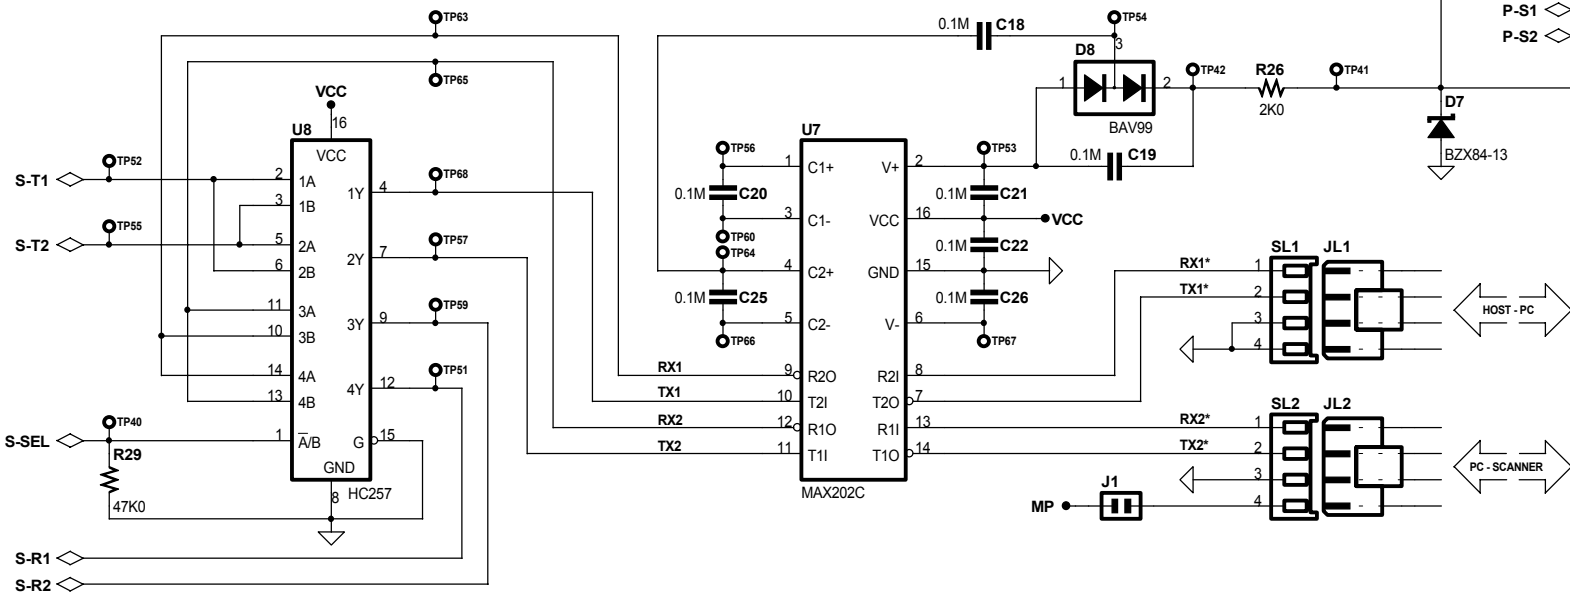 TP63
TP65
VCC
16
U8
VCC
TP52
S-T1
2
1A
3
1B
TP55
S-T2
5
2A
6
2B
11
3A
10
3B
14
4A
13
4B
TP40
S-SEL
1
A/B
R29
47K0
GND
8
HC257
1Y
4
TP68
2Y
7
TP57
3Y
9
TP59
4Y
12
TP51
G
15
S-R1
S-R2
0.1M
C18
TP54
3
D8
1
2
BAV99
TP42
R26
2K0
TP41
P-S1
P-S2
D7
BZX84-13
0.1M
C19
U7
TP56
1
C1+
0.1M
C20
3
C1-
TP60
TP64
4
C2+
0.1M
C25
5
C2-
TP66
RX1
9
R2O
TX1
10
T2I
RX2
12
R1O
TX2
11
T1I
MAX202C
V+
2
TP53
0.1M
C21
VCC
16
VCC
0.1M
C22
GND
15
0.1M
C26
V-
6
TP67
R2I
8
T2O
7
R1I
13
T1O
14
SL1
JL1
RX1*
1
TX1*
2
3
4
HOST - PC
SL2
JL2
RX2*
1
TX2*
2
3
4
PC - SCANNER
J1
MP